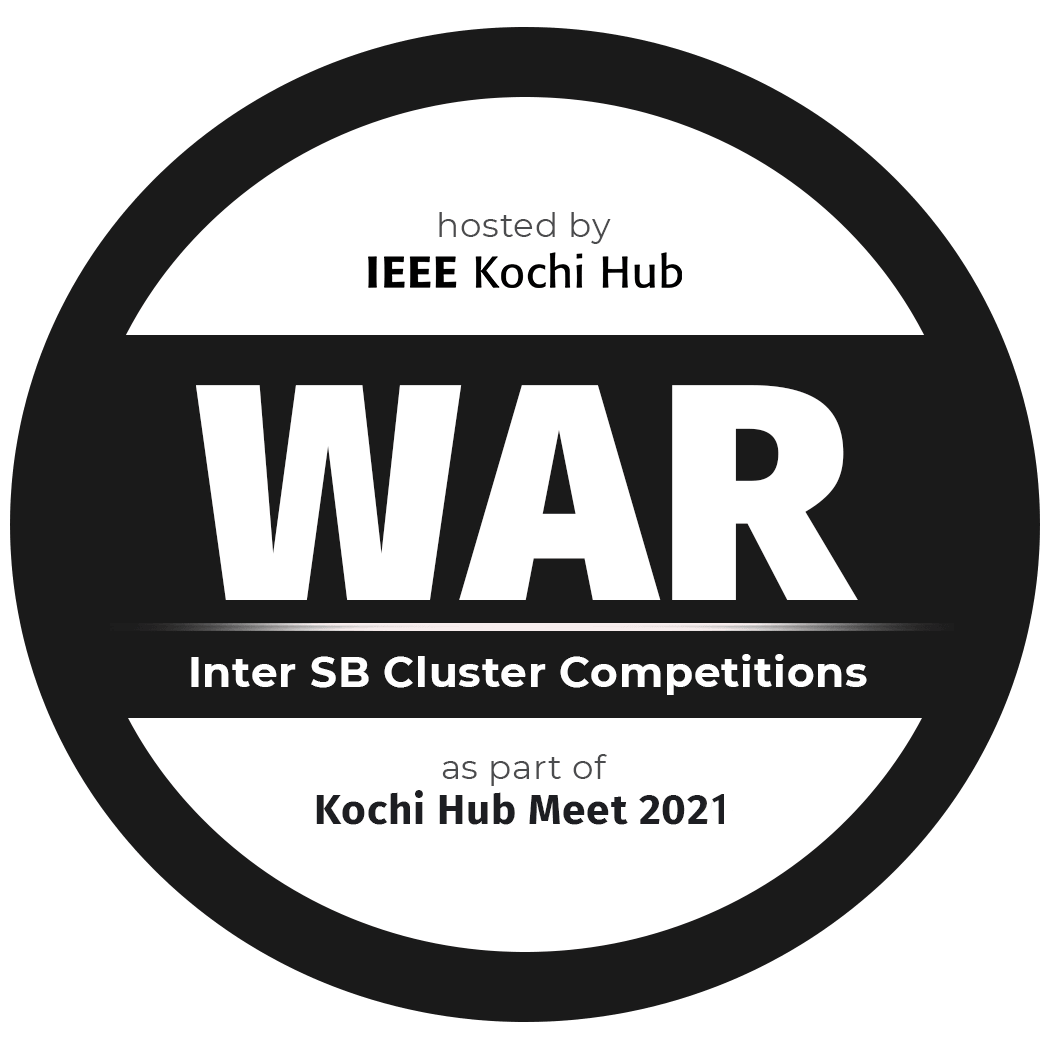 hosted by
IEEE Kochi Hub
WAR
Inter SB Cluster Competitions
as part of
Kochi Hub Meet 2021